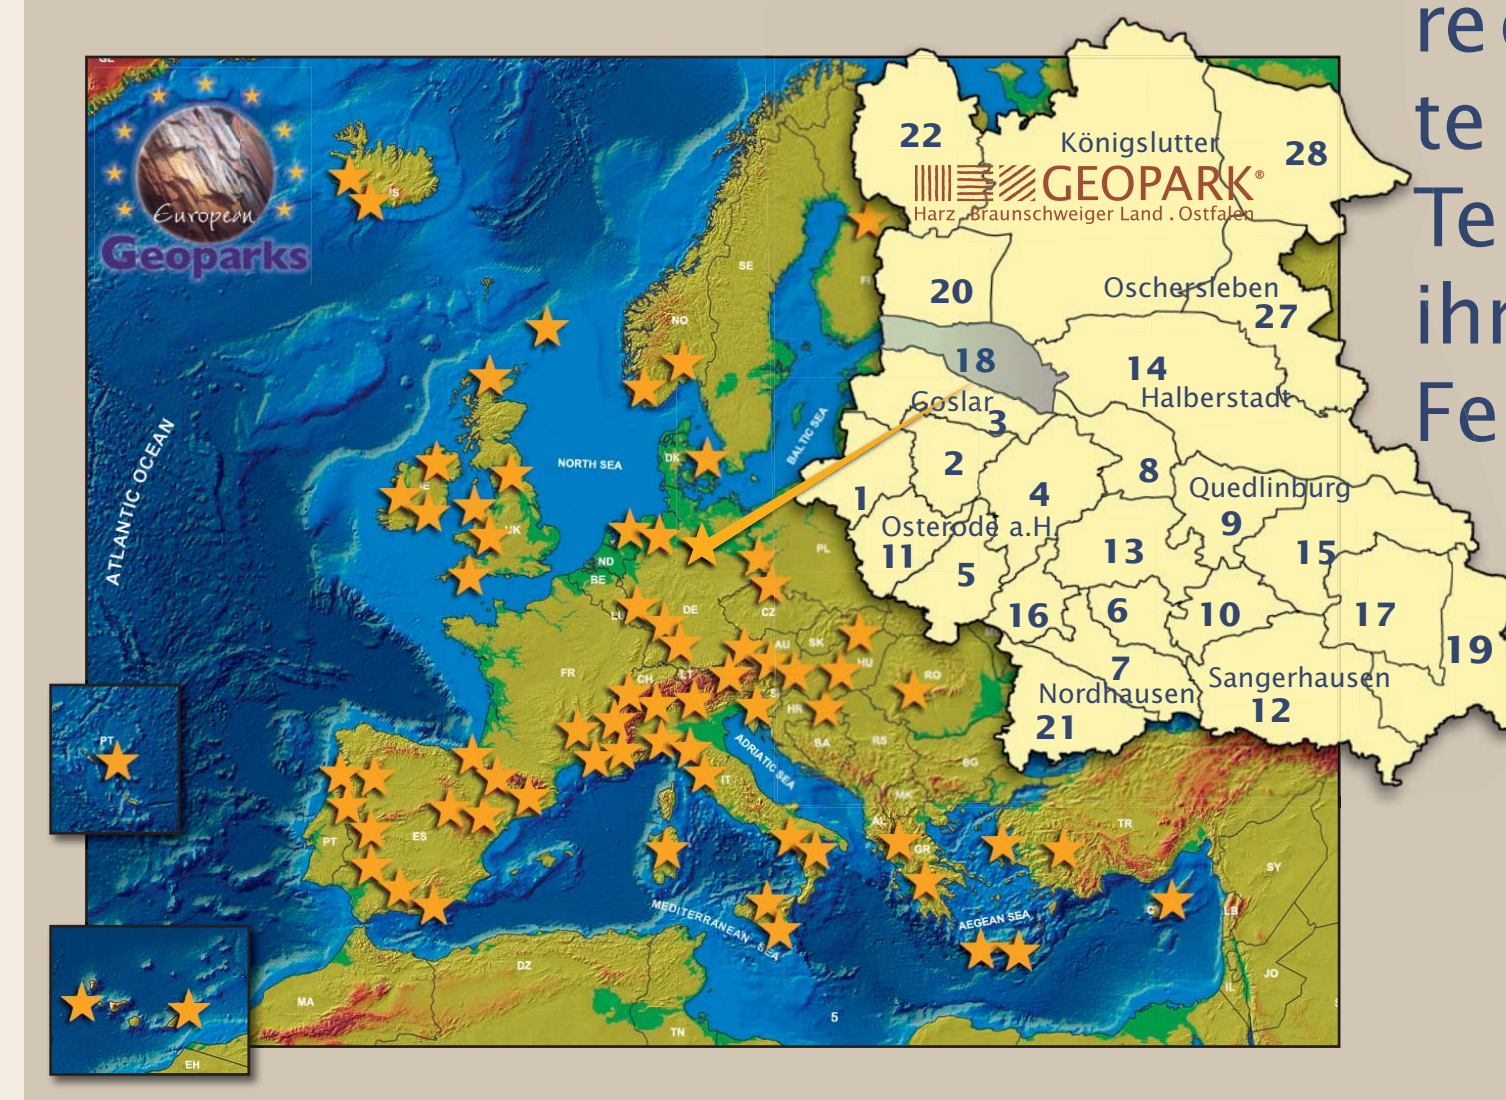 European
Geoparks
IS
ATLANTIC OCEAN
NORTH SEA
BALTIC SEA
SE
NO
FI
DK
IE
UK
ND
BE
DE
PL
CZ
FR
CH
AU
SK
HU
RO
HR
BA
RS
BG
MK
AL
GR
IT
ES
PT
PT
ADRIATIC SEA
MEDITERRANEAN SEA
AEGEAN SEA
TR
SY
LB
IL
JO
MA
DZ
TN
EH
5
22
Königslutter
28
GEOPARK®
Harz . Braunschweiger Land . Ostfalen
20
Oschersleben
27
18
14
Halberstadt
Goslar
3
2
8
1
4
Quedlinburg
9
Osterode a.H
11
5
13
15
16
6
10
17
19
7
Nordhausen
Sangerhausen
21
12
re
te
Te
ihr
Fe